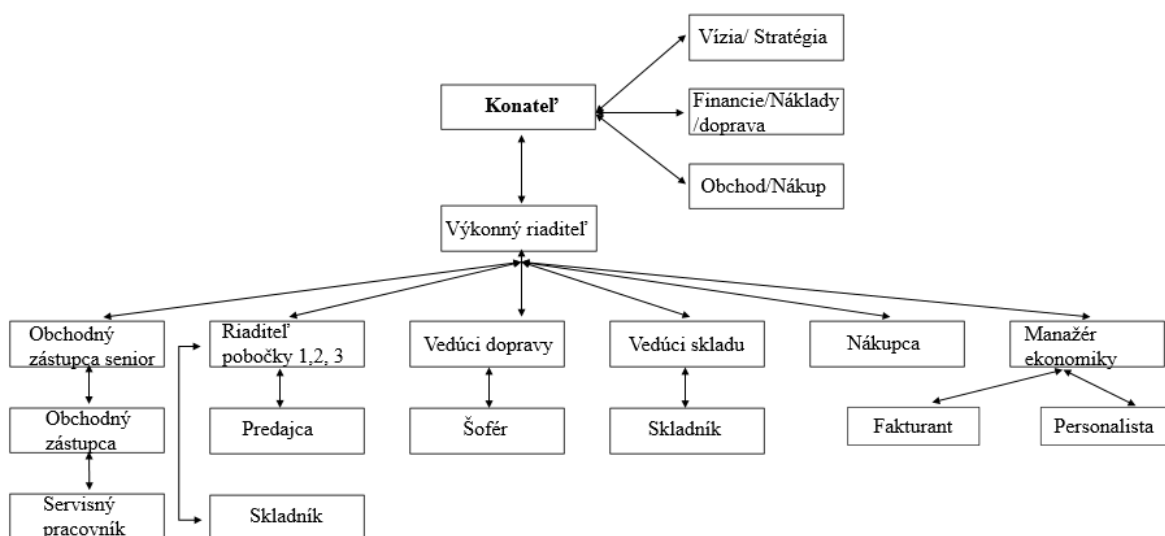 Vízia/ Stratégia
Konateľ
Financie/Náklady
/doprava
Obchod/Nákup
Výkonný riaditeľ
Obchodný
zástupca senior
Riaditeľ
pobočky 1,2, 3
Vedúci dopravy
Vedúci skladu
Nákupca
Manažér
ekonomiky
Obchodný
zástupca
Predajca
Šofér
Skladník
Fakturant
Personalista
Servisný
pracovník
Skladník